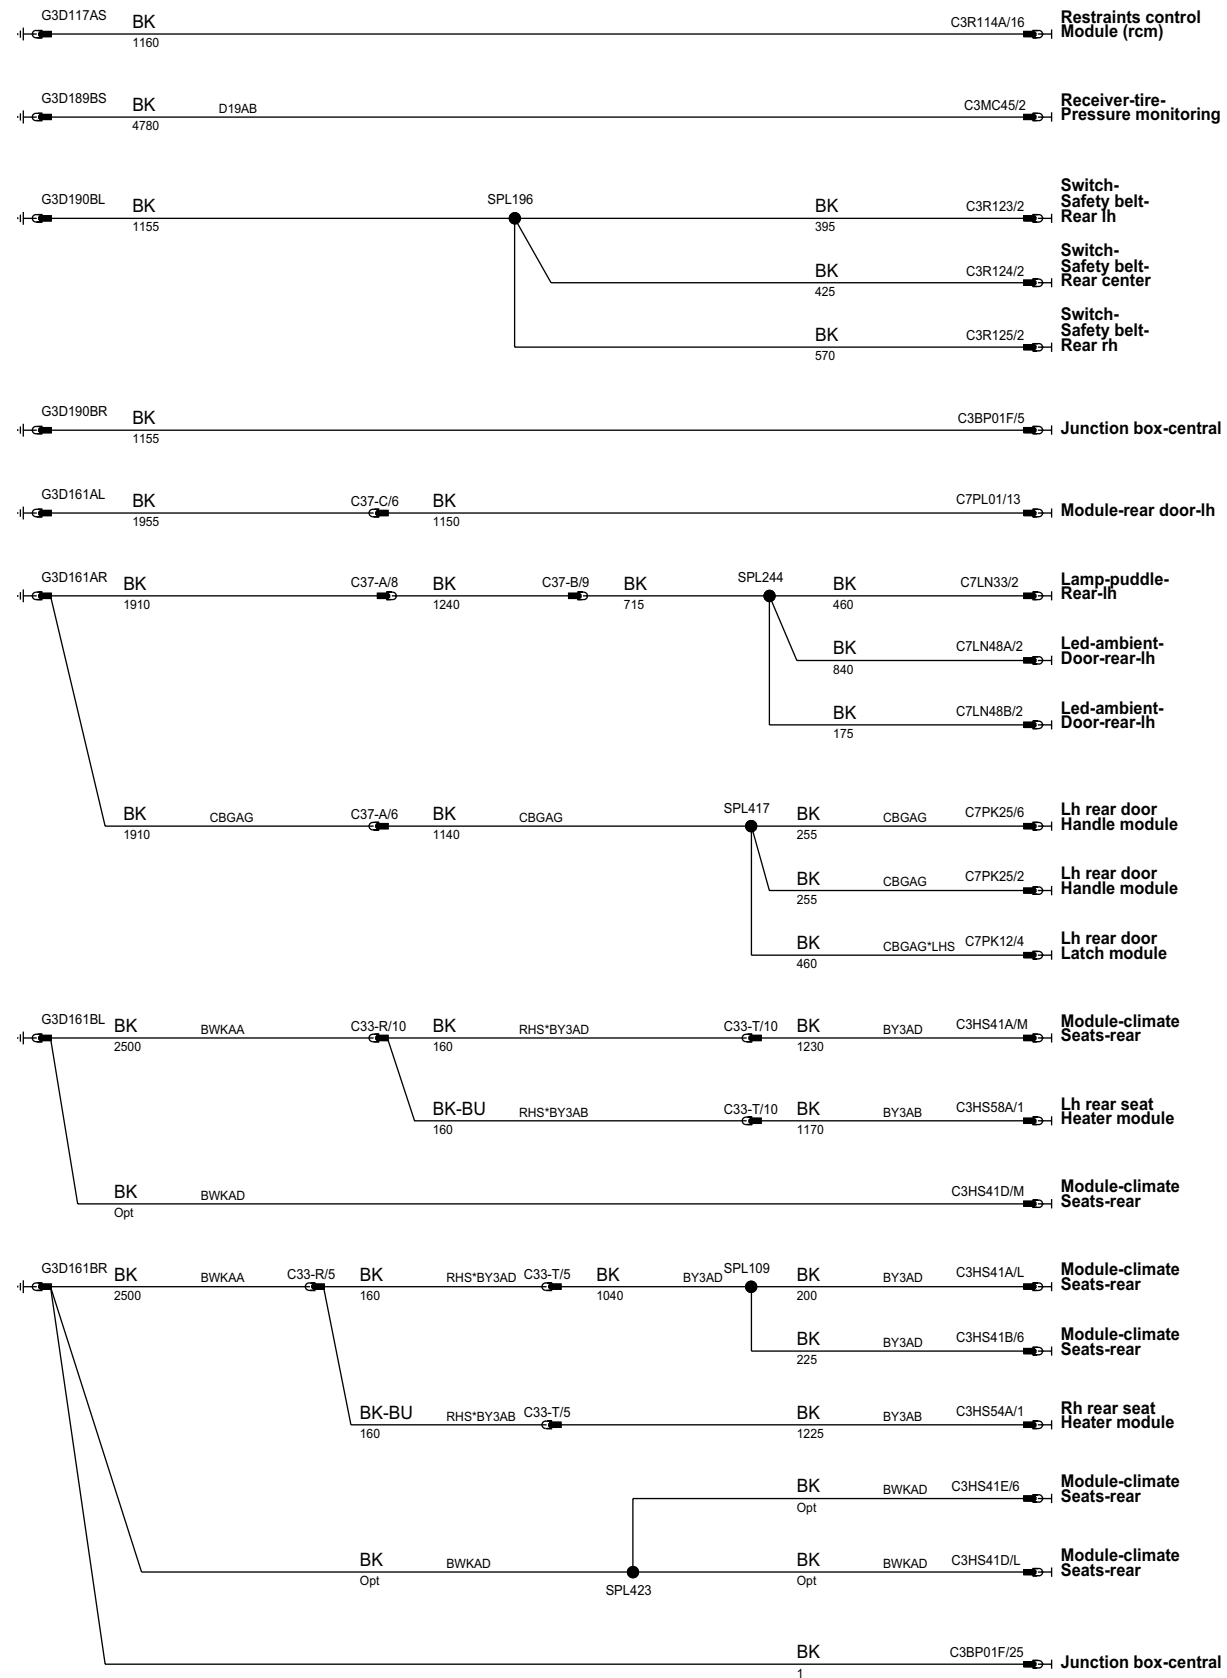 G3D117AS
BK
1160
C3R114A/16
Restraints control
Module (rcm)
G3D189BS
BK
4780
D19AB
C3MC45/2
Receiver-tire-
Pressure monitoring
G3D190BL
BK
1155
SPL196
BK
395
C3R123/2
Switch-
Safety belt-
Rear lh
BK
425
C3R124/2
Switch-
Safety belt-
Rear center
BK
570
C3R125/2
Switch-
Safety belt-
Rear rh
G3D190BR
BK
1155
C3BP01F/5
Junction box-central
G3D161AL
BK
1955
C37-C/6
BK
1150
C7PL01/13
Module-rear door-lh
G3D161AR
BK
1910
C37-A/8
BK
1240
C37-B/9
BK
715
SPL244
BK
460
C7LN33/2
Lamp-puddle-
Rear-lh
BK
840
C7LN48A/2
Led-ambient-
Door-rear-lh
BK
175
C7LN48B/2
Led-ambient-
Door-rear-lh
BK
1910
CBGAG
C37-A/6
BK
1140
CBGAG
SPL417
BK
255
CBGAG
C7PK25/6
Lh rear door
Handle module
BK
255
CBGAG
C7PK25/2
Lh rear door
Handle module
BK
460
CBGAG*LHS
C7PK12/4
Lh rear door
Latch module
G3D161BL
BK
2500
BWKAA
C33-R/10
BK
160
RHS*BY3AD
C33-T/10
BK
1230
BY3AD
C3HS41A/M
Module-climate
Seats-rear
BK-BU
160
RHS*BY3AB
C33-T/10
BK
1170
BY3AB
C3HS58A/1
Lh rear seat
Heater module
BK
Opt
BWKAD
C3HS41D/M
Module-climate
Seats-rear
G3D161BR
BK
2500
BWKAA
C33-R/5
BK
160
RHS*BY3AD
C33-T/5
BK
1040
BY3AD
SPL109
BK
200
BY3AD
C3HS41A/L
Module-climate
Seats-rear
BK
225
BY3AD
C3HS41B/6
Module-climate
Seats-rear
BK-BU
160
RHS*BY3AB
C33-T/5
BK
1225
BY3AB
C3HS54A/1
Rh rear seat
Heater module
BK
Opt
BWKAD
C3HS41E/6
Module-climate
Seats-rear
BK
Opt
BWKAD
SPL423
BK
Opt
BWKAD
C3HS41D/L
Module-climate
Seats-rear
BK
1
C3BP01F/25
Junction box-central